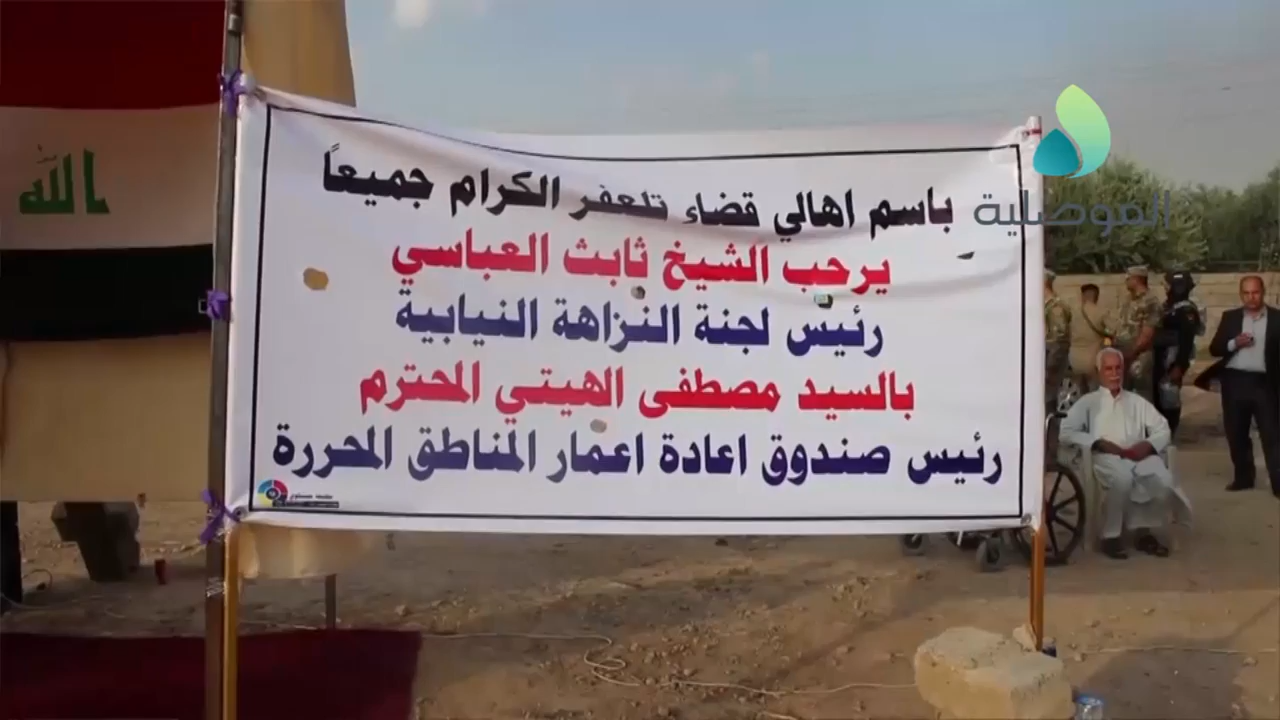 باسم اهالي قضاء تلعفر الكرام جميعاً
يرحب الشيخ ثابث العباسي
رئيس لجنة النزاهة النيابية
بالسيد مصطفى الهيتي المحترم
رئيس صندوق اعادة اعمار المناطق المحررة
الموصلية
الله